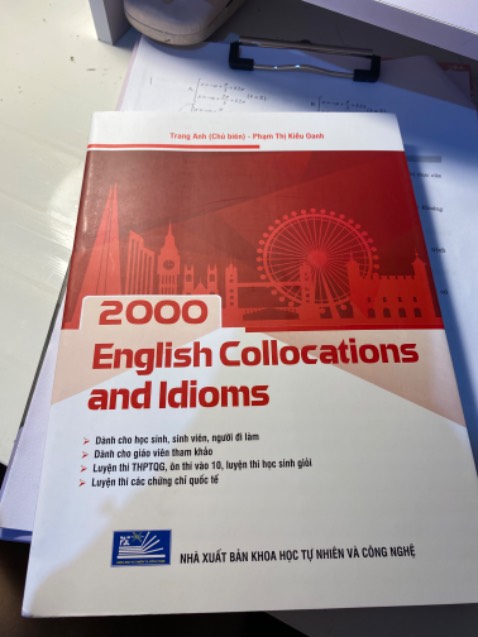 Trang Anh (Chủ biên) - Phạm Thị Kiều Oanh
2000
English Collocations
and Idioms
➤ Dành cho học sinh, sinh viên, người đi làm
➤ Dành cho giáo viên tham khảo
➤ Luyện thi THPTQG, ôn thi vào 10, luyện thi học sinh giỏi
➤ Luyện thi các chứng chỉ quốc tế
NHÀ XUẤT BẢN KHOA HỌC TỰ NHIÊN VÀ CÔNG NGHỆ